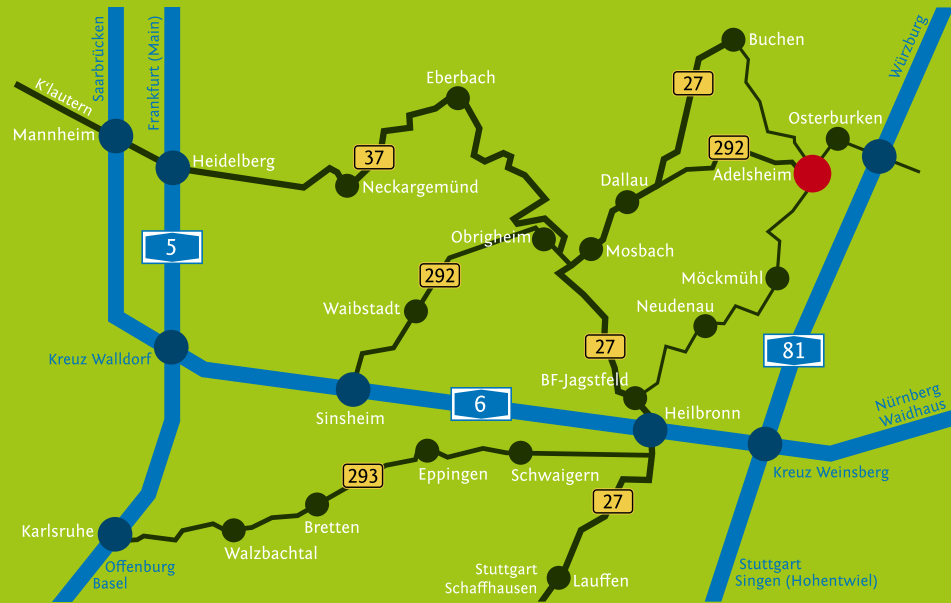 Saarbrücken
Frankfurt (Main)
Würzburg
Buchen
K'lautern
Eberbach
27
Mannheim
Osterburken
292
Heidelberg
37
Neckargemünd
Dallau
Adelsheim
5
Obrigheim
Mosbach
292
Möckmühl
Waibstadt
Neudenau
Kreuz Walldorf
27
81
BF-Jagstfeld
6
Sinsheim
Heilbronn
Nürnberg
Waidhaus
293
Eppingen
Schwaigern
Kreuz Weinsberg
27
Bretten
Karlsruhe
Walzbachtal
Offenburg
Basel
Stuttgart
Schaffhausen
Lauffen
Stuttgart
Singen (Hohentwiel)